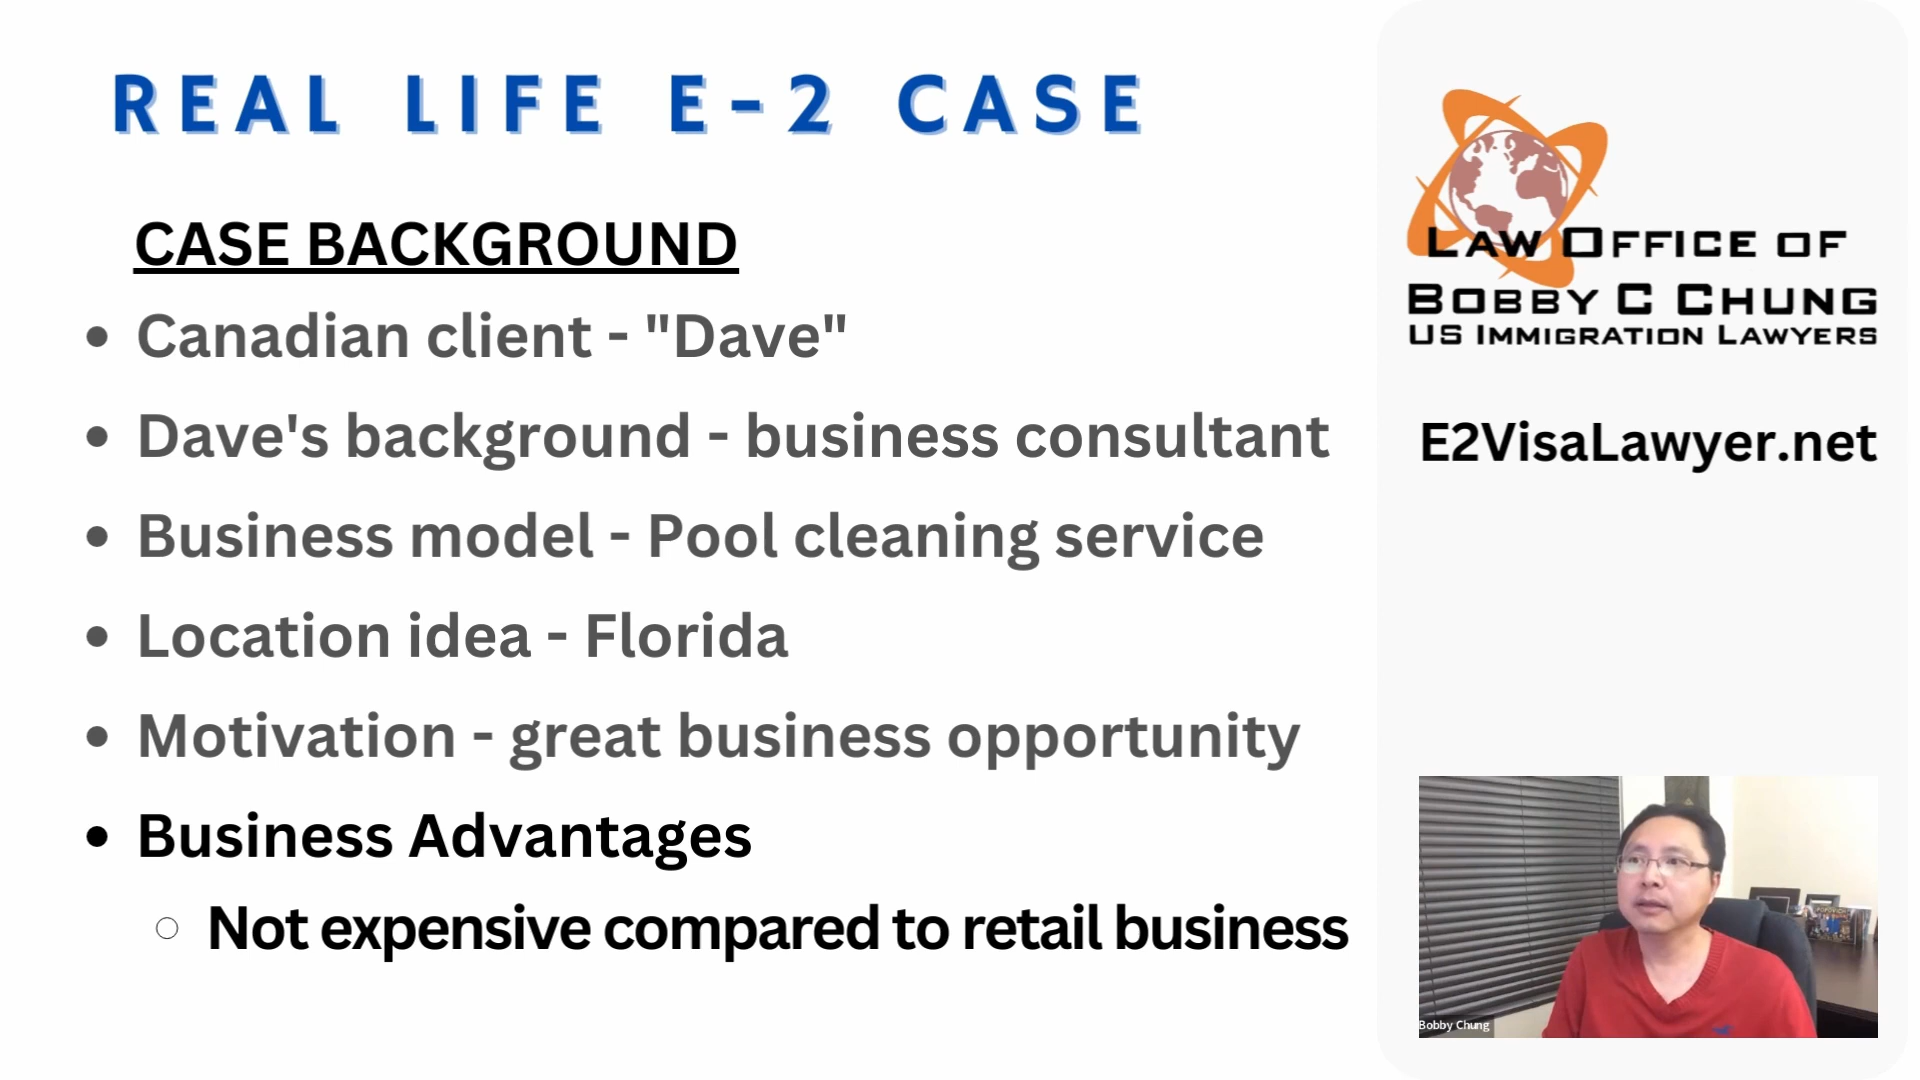 REAL LIFE E-2 CASE
CASE BACKGROUND
• Canadian client - "Dave"
• Dave's background - business consultant
• Business model - Pool cleaning service
• Location idea - Florida
• Motivation - great business opportunity
• Business Advantages
○ Not expensive compared to retail business
LAW OFFICE OF
BOBBY C CHUNG
US IMMIGRATION LAWYERS
E2VisaLawyer.net
Bobby Chung